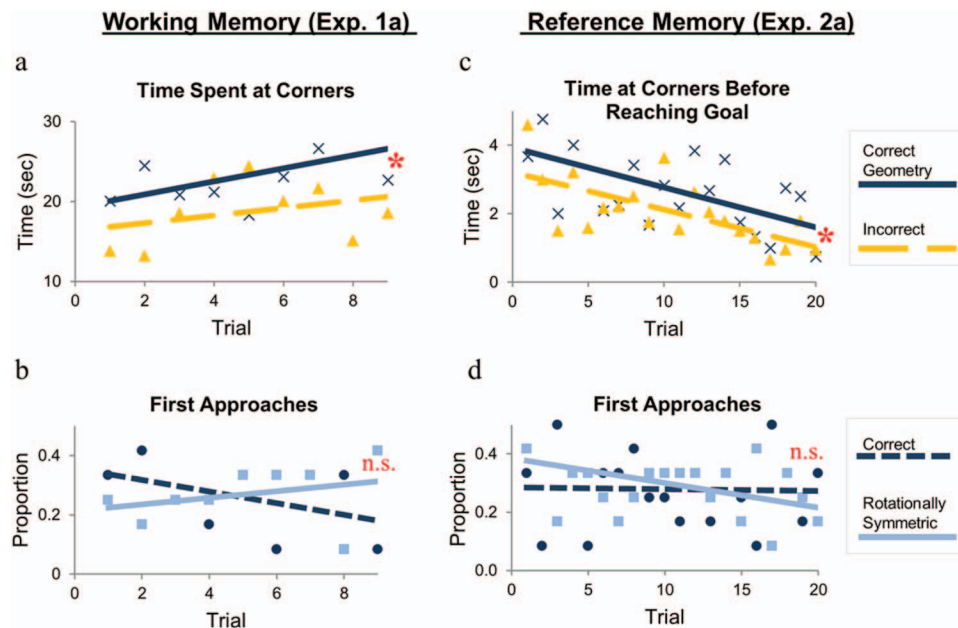 Working Memory (Exp. 1a)
Reference Memory (Exp. 2a)
a
Time Spent at Corners
30
20
10
Time (sec)
0
2
4
6
8
Trial
*
c
Time at Corners Before
Reaching Goal
4
2
0
Time (sec)
0
5
10
15
20
Trial
*
Correct
Geometry
Incorrect
b
First Approaches
0.4
0.2
0
Proportion
0
2
4
6
8
Trial
n.s.
d
First Approaches
0.4
0.2
0.0
Proportion
0
5
10
15
20
Trial
n.s.
Correct
Rotationally
Symmetric